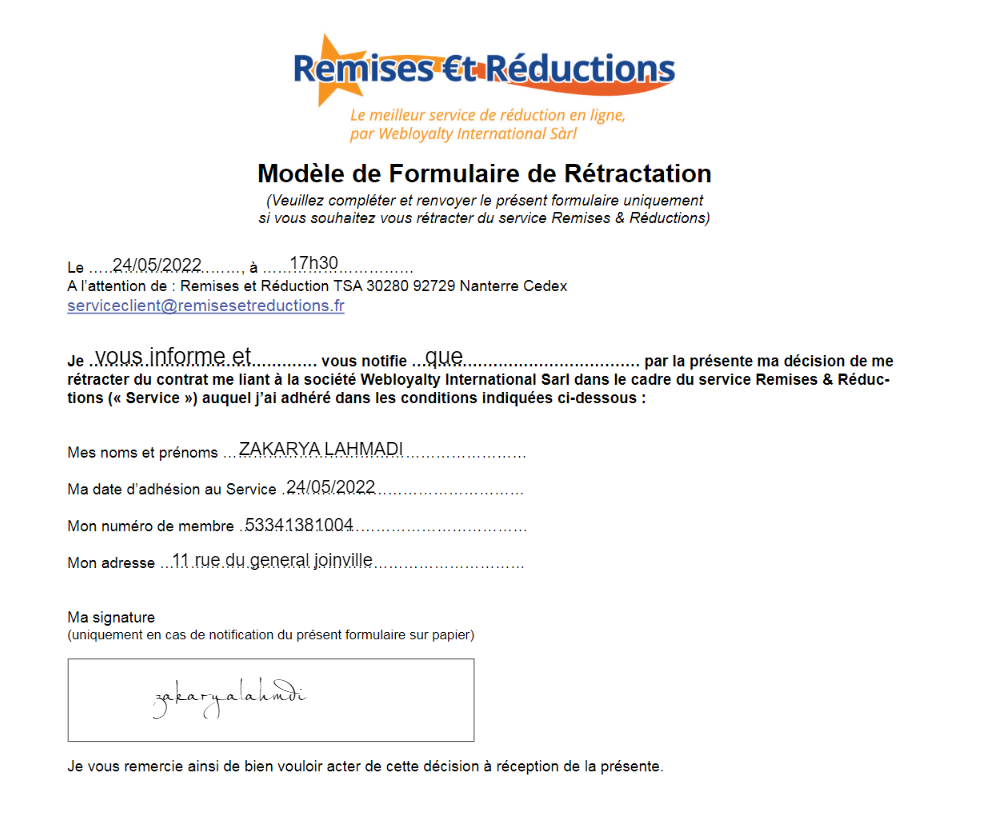 Remises €t Réductions
Le meilleur service de réduction en ligne,
par Webloyalty International Sàrl
Modèle de Formulaire de Rétractation
(Veuillez compléter et renvoyer le présent formulaire uniquement
si vous souhaitez vous rétracter du service Remises & Réductions)
Le .....24/05/2022........, à ......17h30..........................
A l'attention de : Remises et Réduction TSA 30280 92729 Nanterre Cedex
serviceclient@remisesetreductions.fr
Je ..vous informe et............. vous notifie ...que................................... par la présente ma décision de me
rétracter du contrat me liant à la société Webloyalty International Sarl dans le cadre du service Remises & Réduc-
tions (« Service ») auquel j'ai adhéré dans les conditions indiquées ci-dessous :
Mes noms et prénoms ...ZAKARYA LAHMADI........................
Ma date d'adhésion au Service .24/05/2022.............................
Mon numéro de membre .53341381004..................................
Mon adresse ...11 rue du general joinville..............................
Ma signature
(uniquement en cas de notification du présent formulaire sur papier)
zakaryalahmdi
Je vous remercie ainsi de bien vouloir acter de cette décision à réception de la présente.